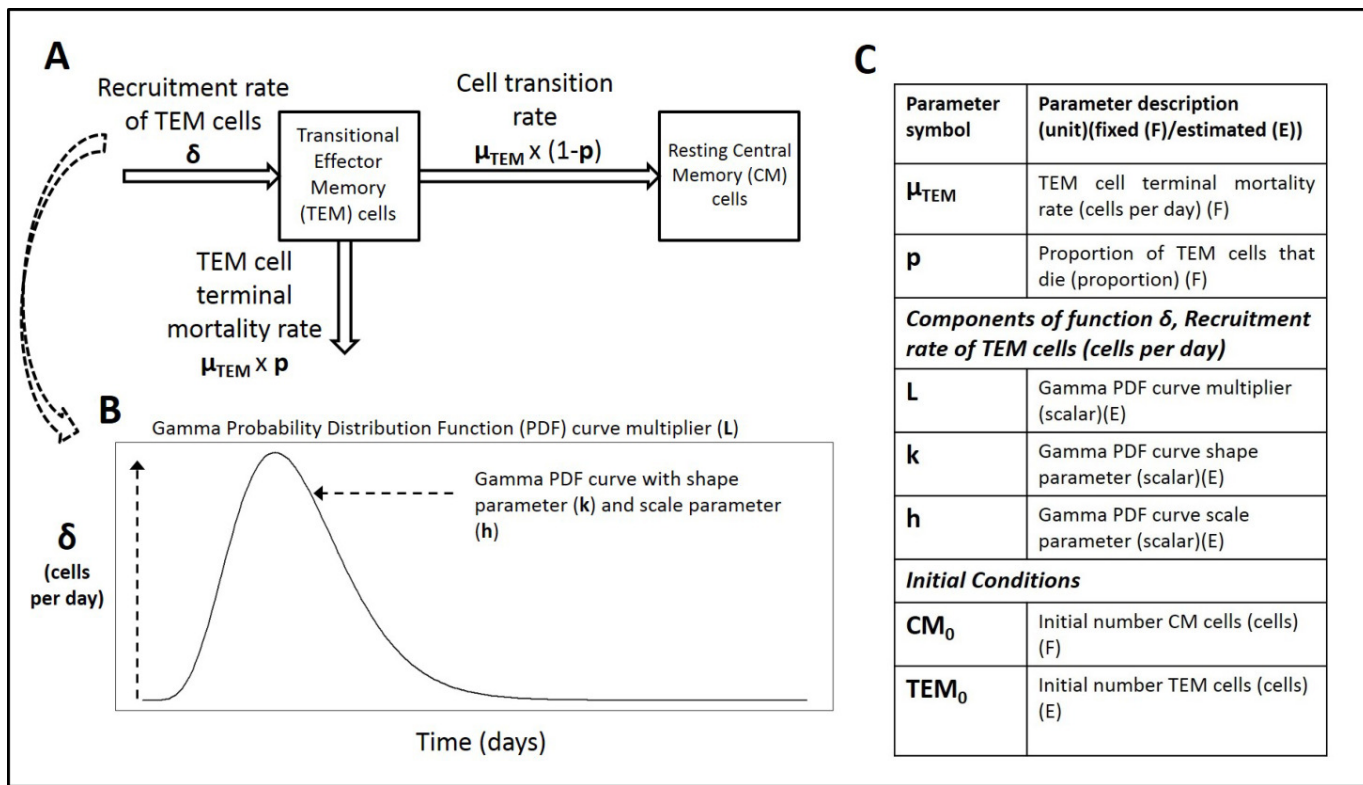 A
Recruitment rate
of TEM cells
δ
Transitional
Effector
Memory
(TEM) cells
Cell transition
rate
μTEM x (1-p)
Resting Central
Memory (CM)
cells
TEM cell
terminal
mortality rate
μTEM x p
B
Gamma Probability Distribution Function (PDF) curve multiplier (L)
Gamma PDF curve with shape
parameter (k) and scale parameter
(h)
δ
(cells
per day)
Time (days)
C
Parameter
symbol
Parameter description
(unit)(fixed (F)/estimated (E))
μTEM
TEM cell terminal mortality
rate (cells per day) (F)
p
Proportion of TEM cells that
die (proportion) (F)
Components of function δ, Recruitment
rate of TEM cells (cells per day)
L
Gamma PDF curve multiplier
(scalar)(E)
k
Gamma PDF curve shape
parameter (scalar)(E)
h
Gamma PDF curve scale
parameter (scalar)(E)
Initial Conditions
CM0
Initial number CM cells (cells)
(F)
TEM0
Initial number TEM cells (cells)
(E)